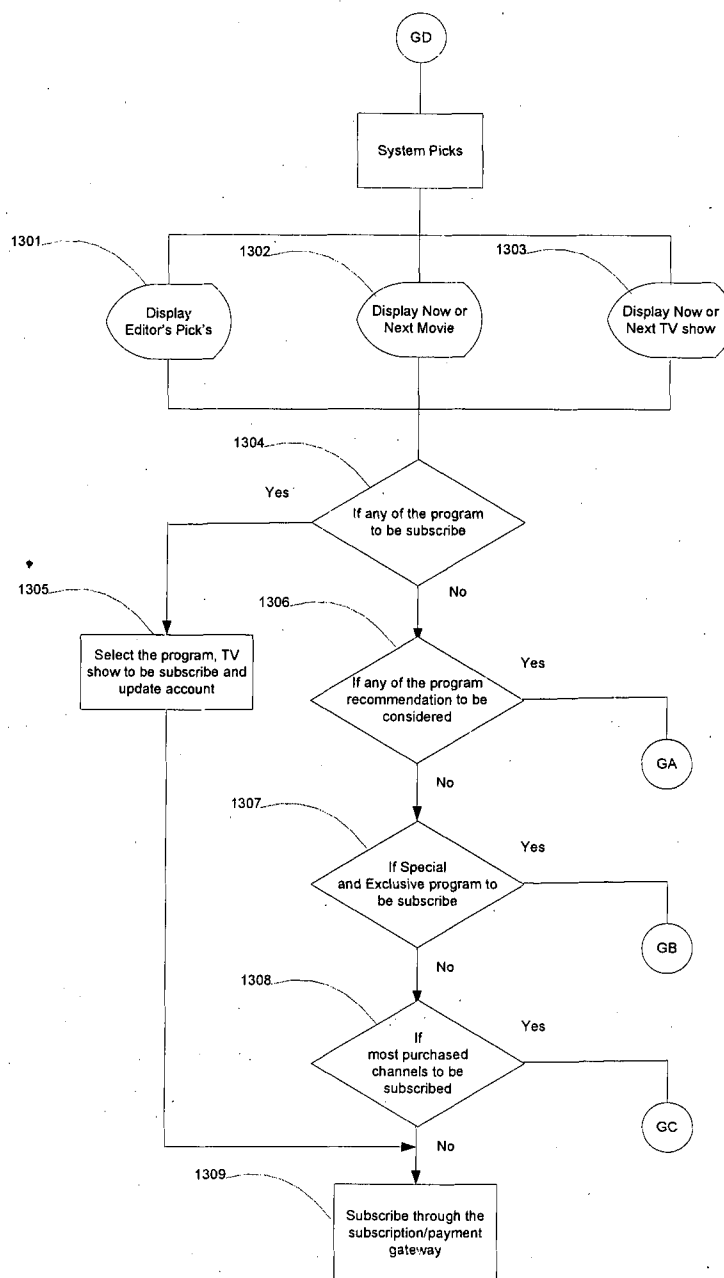 GD
System Picks
1301
1302
1303
Display
Editor's Pick's
Display Now or
Next Movie
Display Now or
Next TV show
1304
Yes
If any of the program
to be subscribe
No
1305
Select the program, TV
show to be subscribe and
update account
1306
Yes
If any of the program
recommendation to be
considered
GA
No
1307
Yes
If Special
and Exclusive program to
be subscribe
GB
No
1308
Yes
If
most purchased
channels to be
subscribed
GC
No
1309
Subscribe through the
subscription/payment
gateway